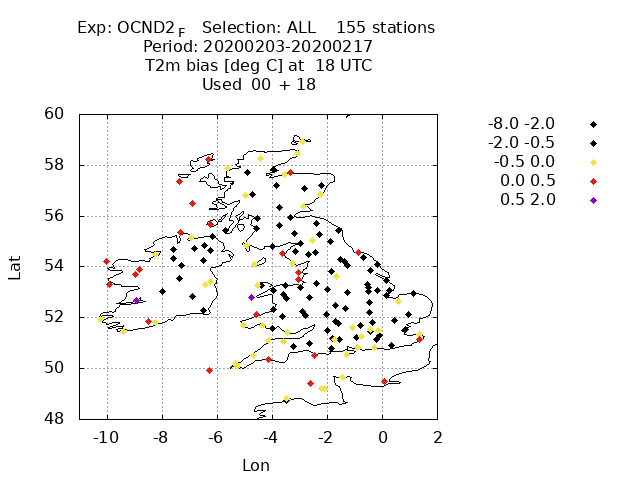 Exp: OCND2_F Selection: ALL 155 stations
Period: 20200203-20200217
T2m bias [deg C] at 18 UTC
Used 00 + 18
60
58
56
54
52
50
48
-10 -8 -6 -4 -2 0 2
Lat
Lon
-8.0 -2.0
-2.0 -0.5
-0.5 0.0
0.0 0.5
0.5 2.0